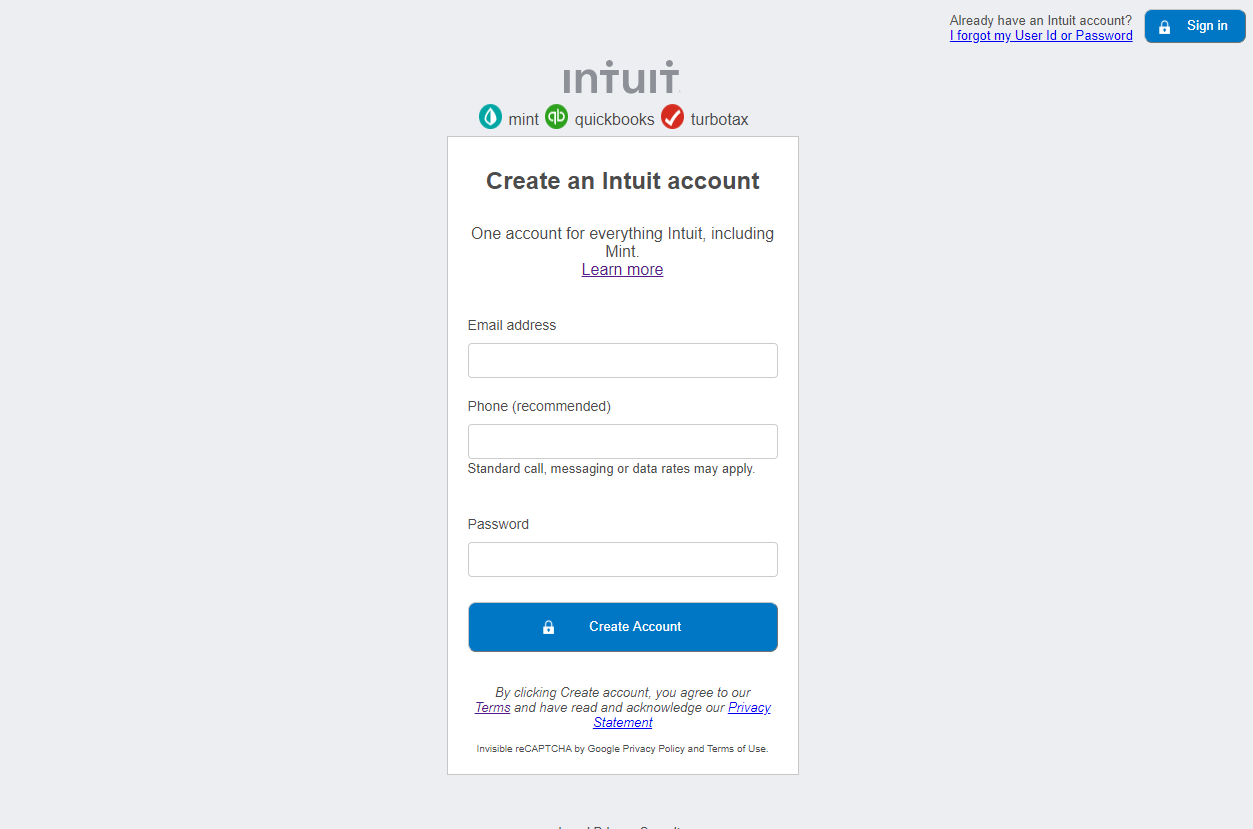 Already have an Intuit account?
I forgot my User Id or Password
Sign in
intuit
mint qb quickbooks turbotax
Create an Intuit account
One account for everything Intuit, including
Mint.
Learn more
Email address
Phone (recommended)
Standard call, messaging or data rates may apply.
Password
Create Account
By clicking Create account, you agree to our
Terms and have read and acknowledge our Privacy
Statement
Invisible reCAPTCHA by Google Privacy Policy and Terms of Use.